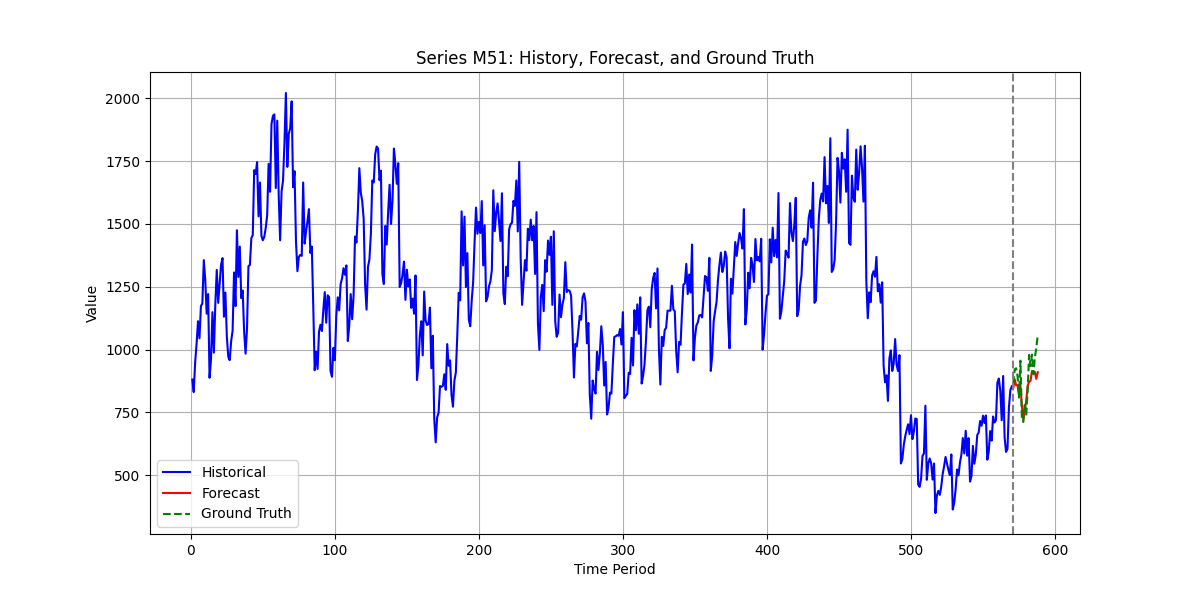 Series M51: History, Forecast, and Ground Truth
Value
2000
1750
1500
1250
1000
750
500
Historical
Forecast
Ground Truth
0 100 200 300 400 500 600
Time Period